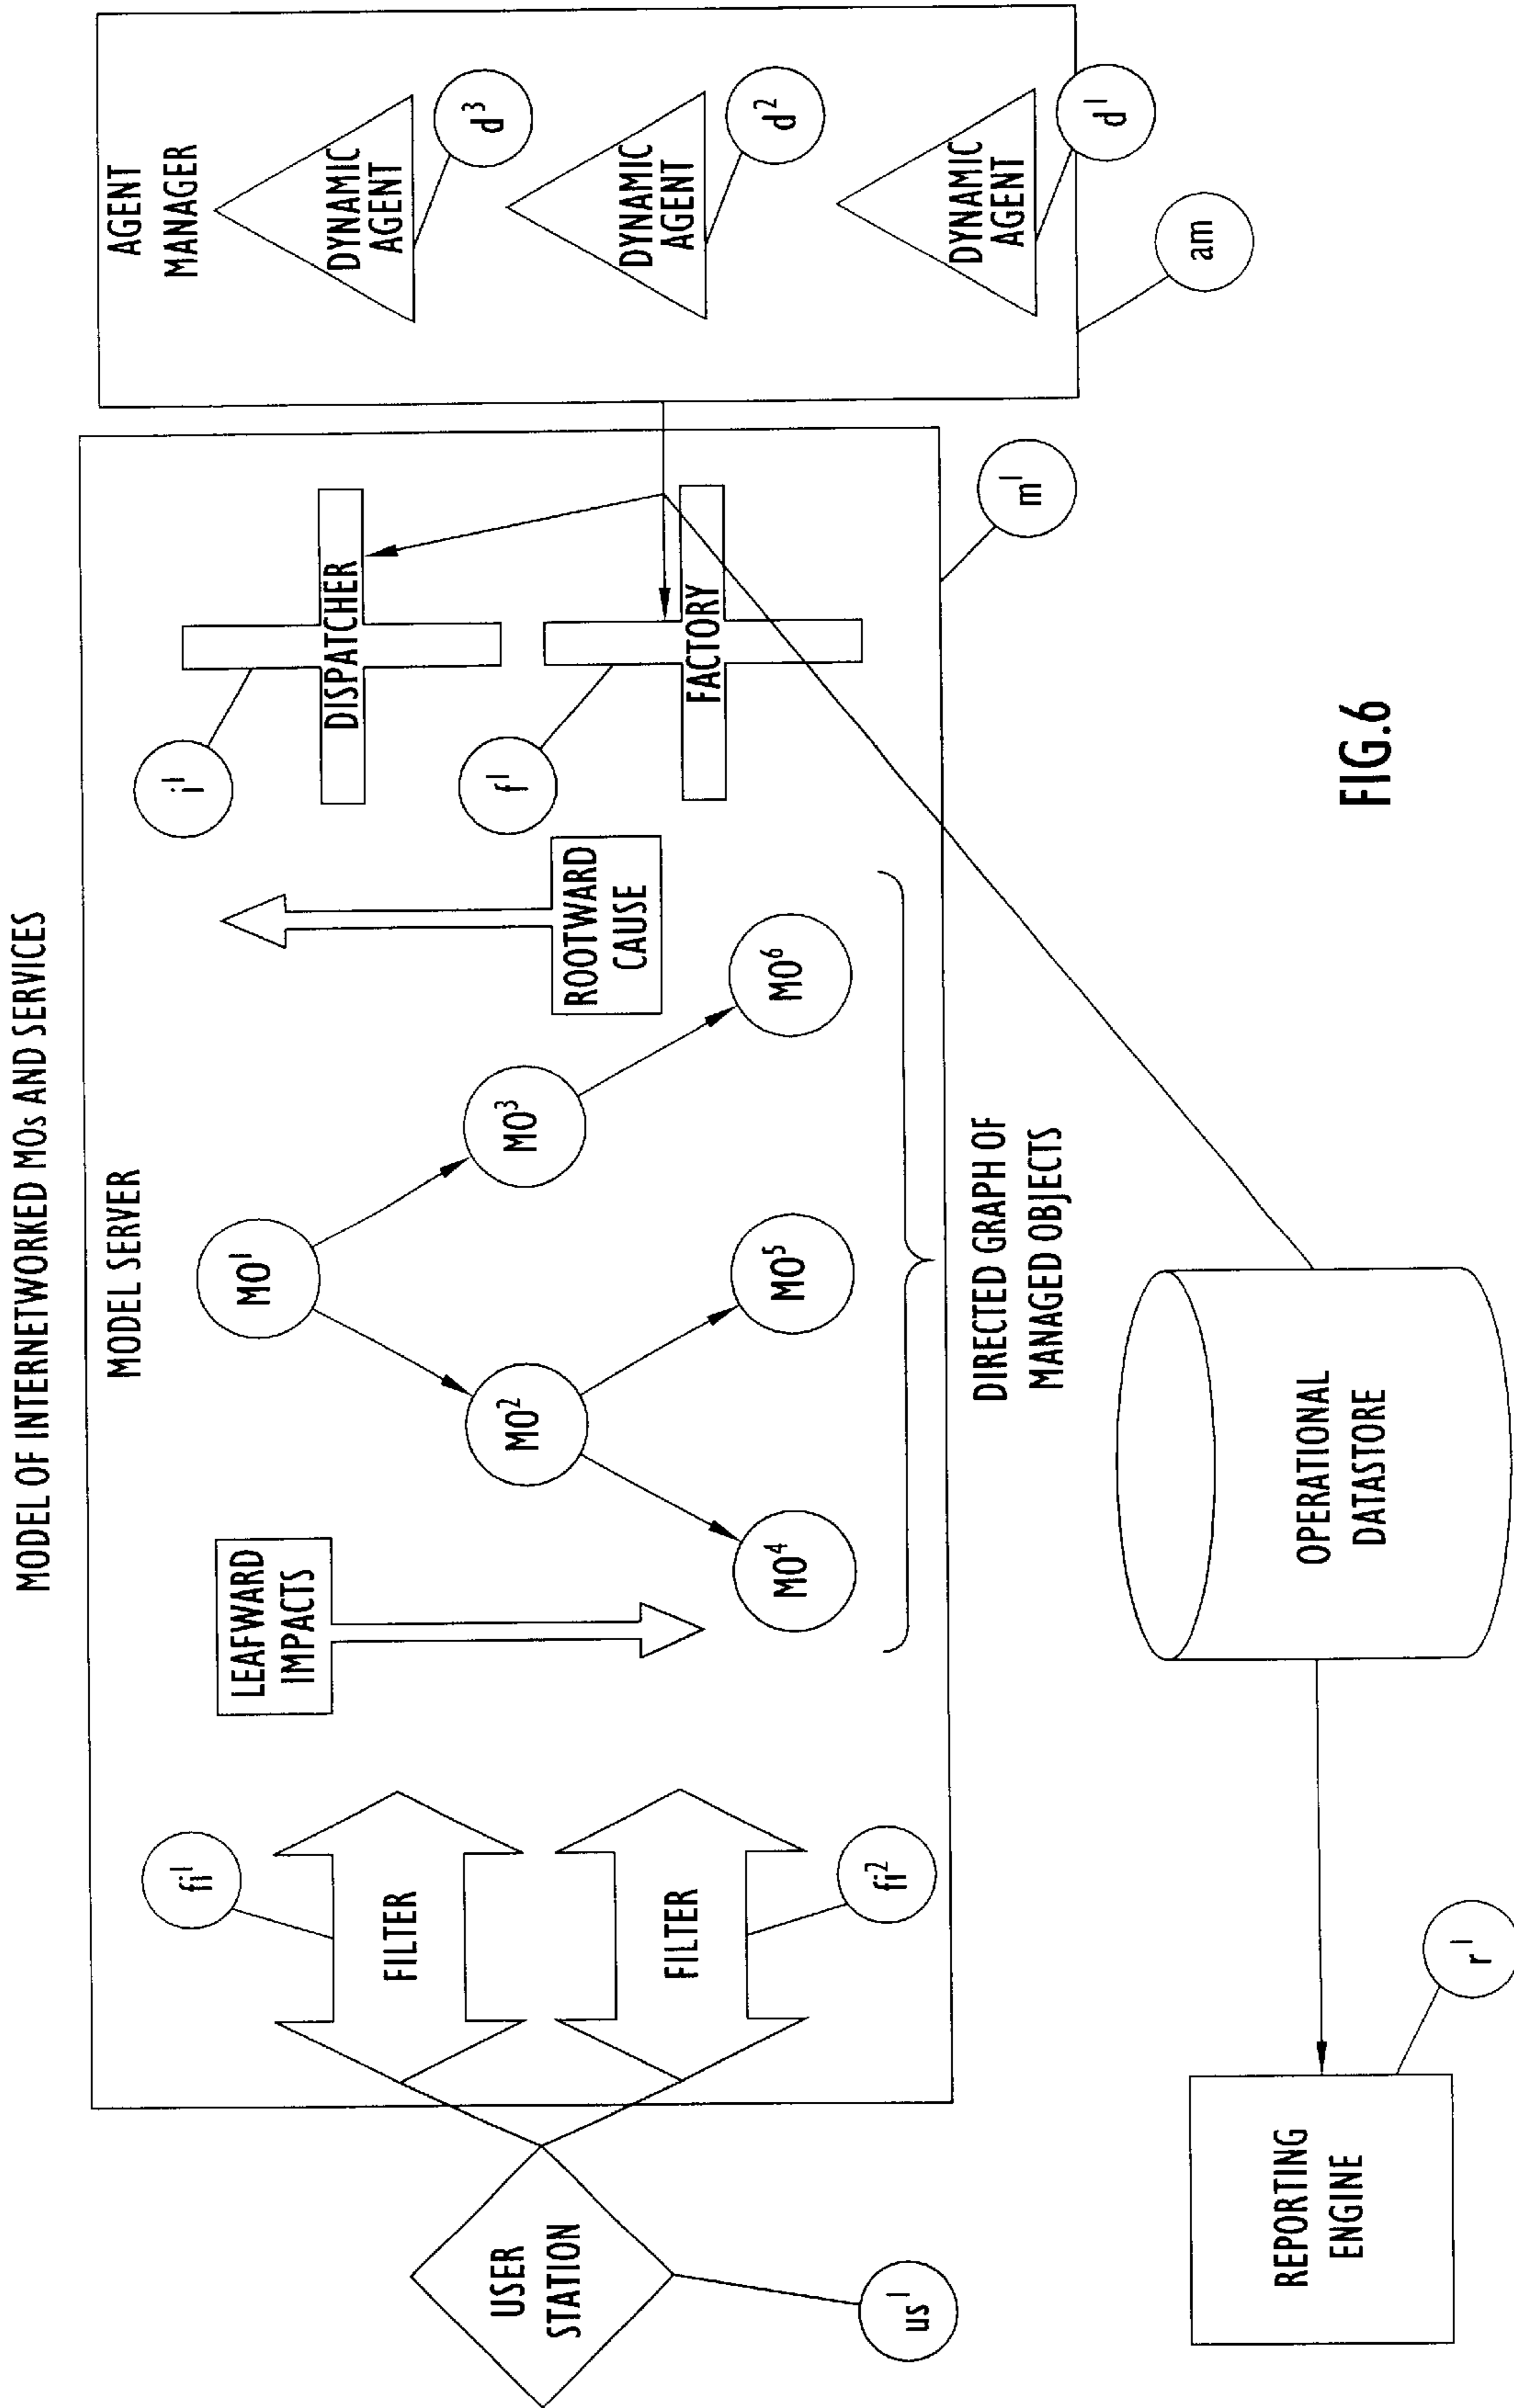 MODEL OF INTERNETWORKED MOs AND SERVICES
MODEL SERVER
AGENT
MANAGER
fi¹
FILTER
FILTER
fi²
LEAFWARD
IMPACTS
MO¹
MO²
MO³
MO⁴
MO⁵
MO⁶
ROOTWARD
CAUSE
i¹
DISPATCHER
f¹
FACTORY
DYNAMIC
AGENT
d³
DYNAMIC
AGENT
d²
DYNAMIC
AGENT
d¹
am
m¹
USER
STATION
us¹
DIRECTED GRAPH OF
MANAGED OBJECTS
OPERATIONAL
DATASTORE
REPORTING
ENGINE
r¹
FIG.6